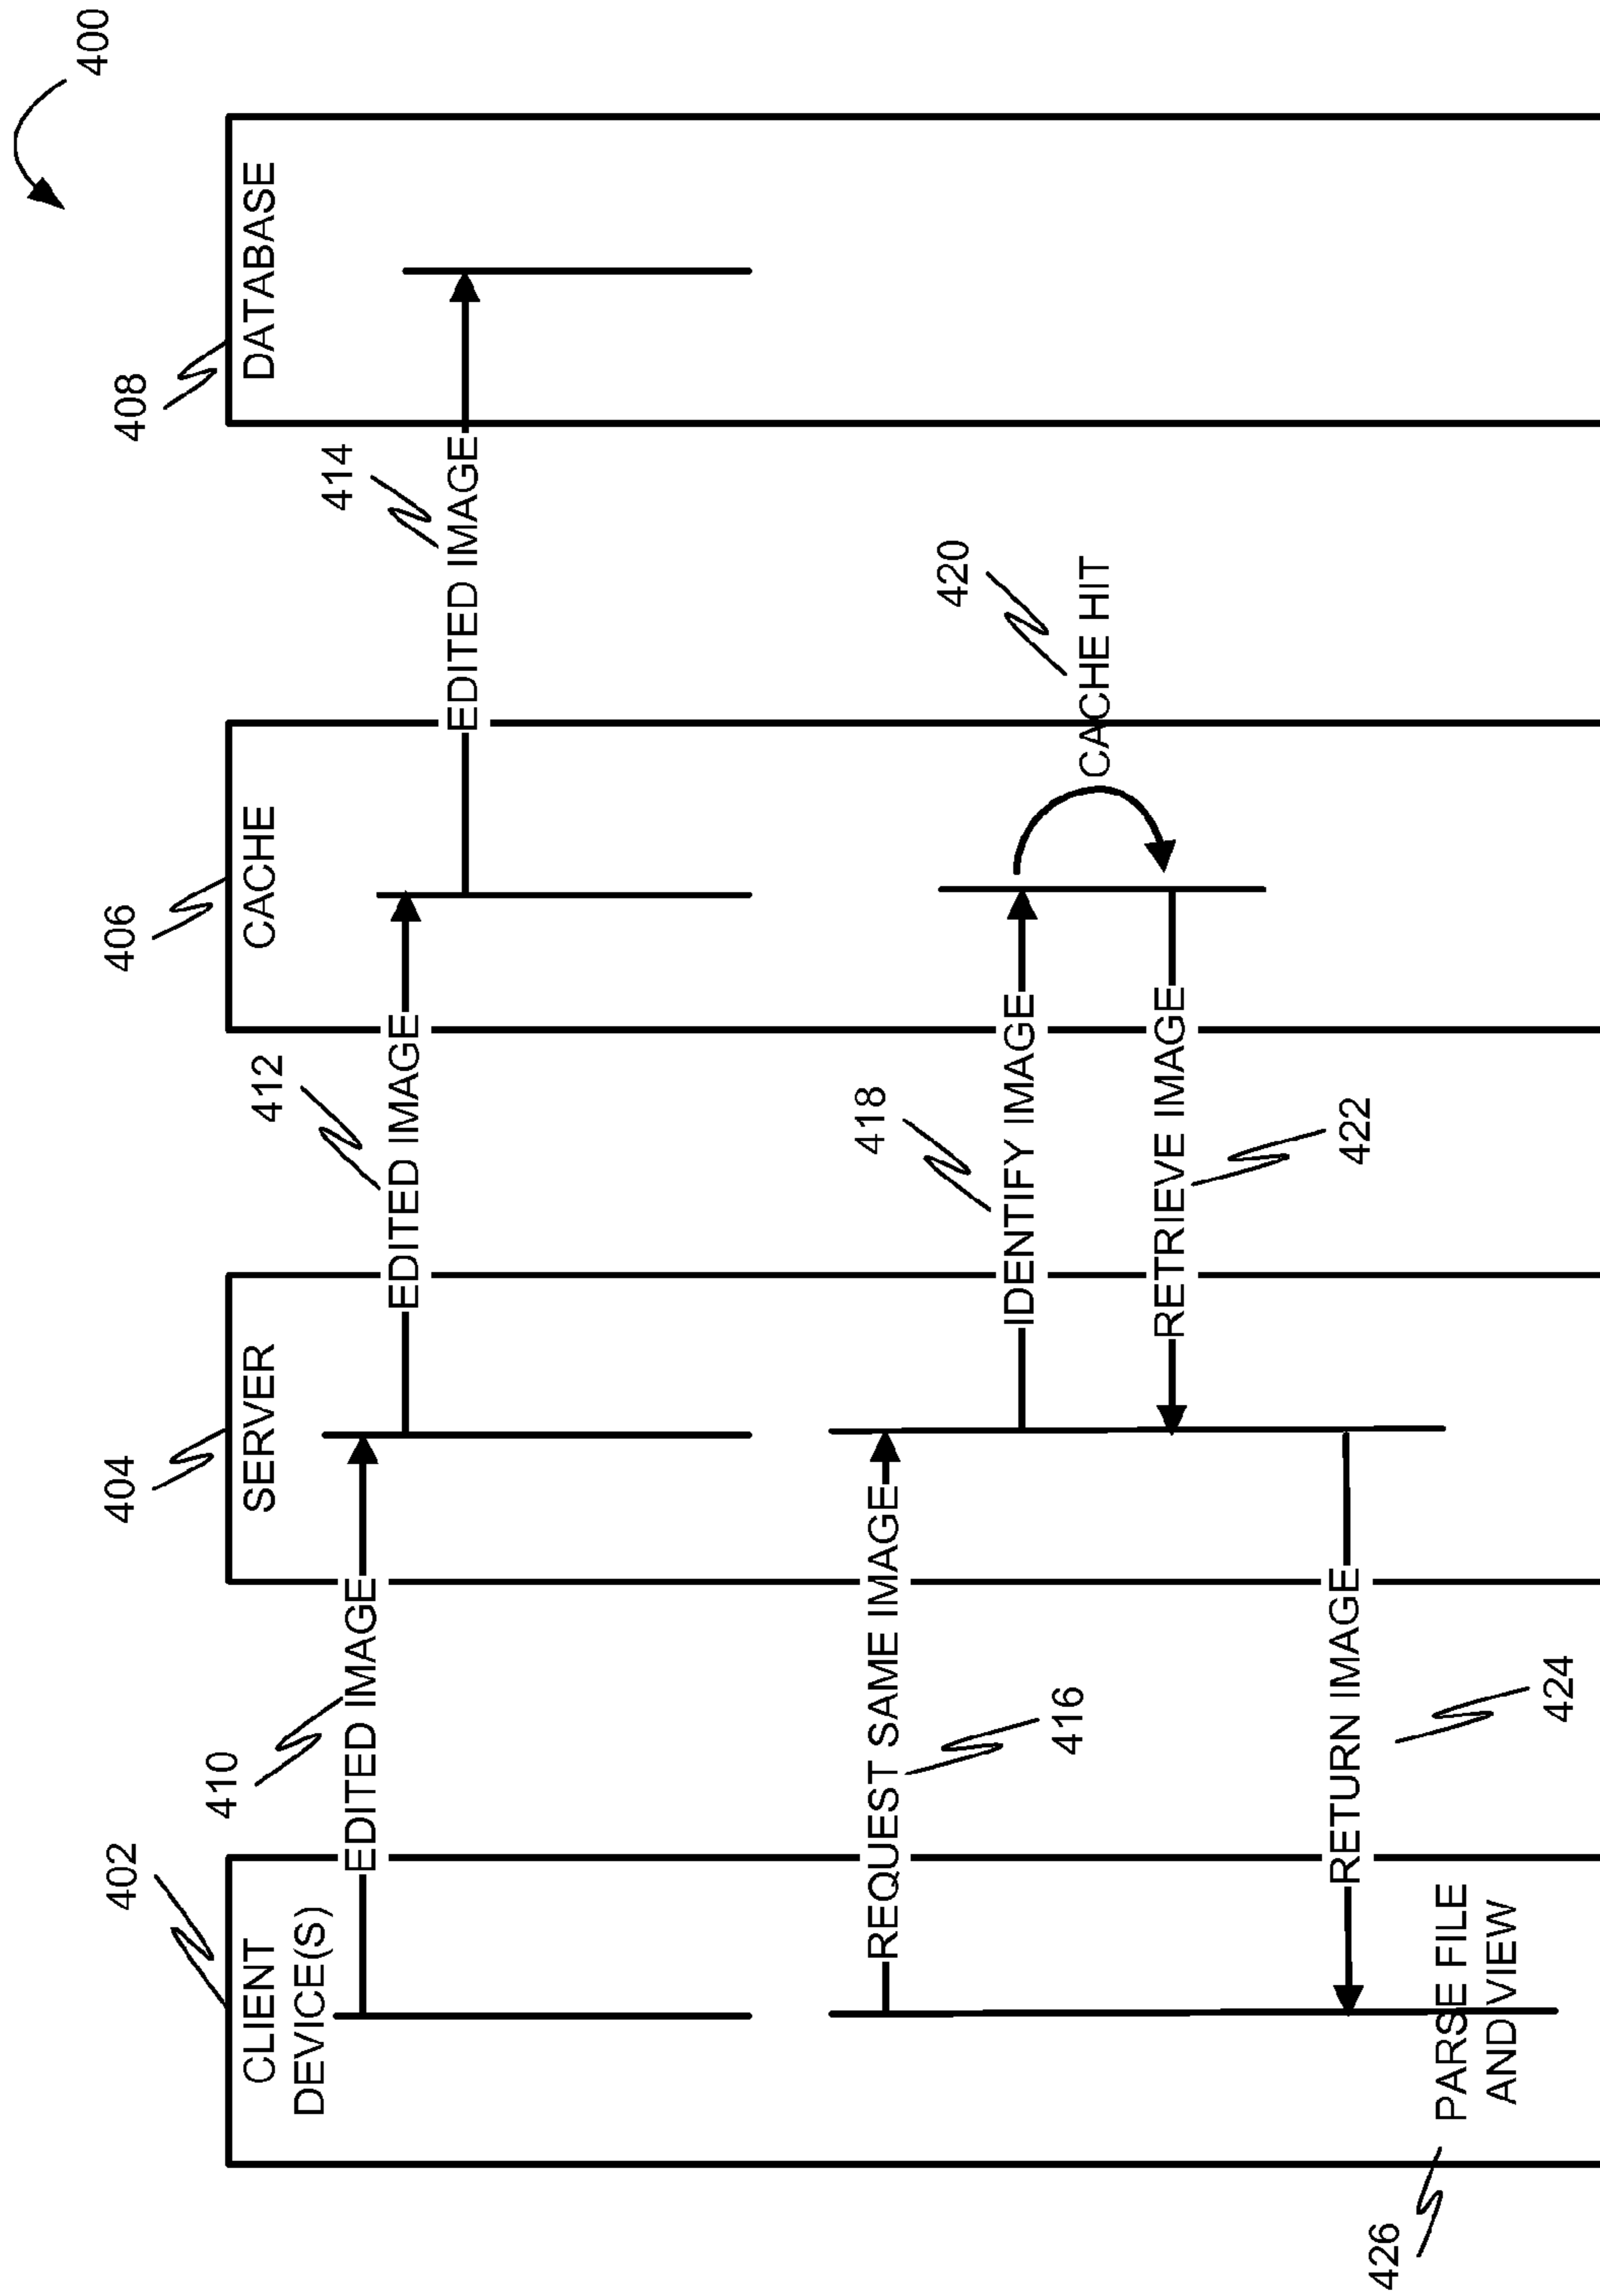 400
402
CLIENT
DEVICE(S)
404
SERVER
406
CACHE
408
DATABASE
410
EDITED IMAGE
412
EDITED IMAGE
414
EDITED IMAGE
416
REQUEST SAME IMAGE
418
IDENTIFY IMAGE
420
CACHE HIT
422
RETRIEVE IMAGE
424
RETURN IMAGE
426
PARSE FILE
AND VIEW